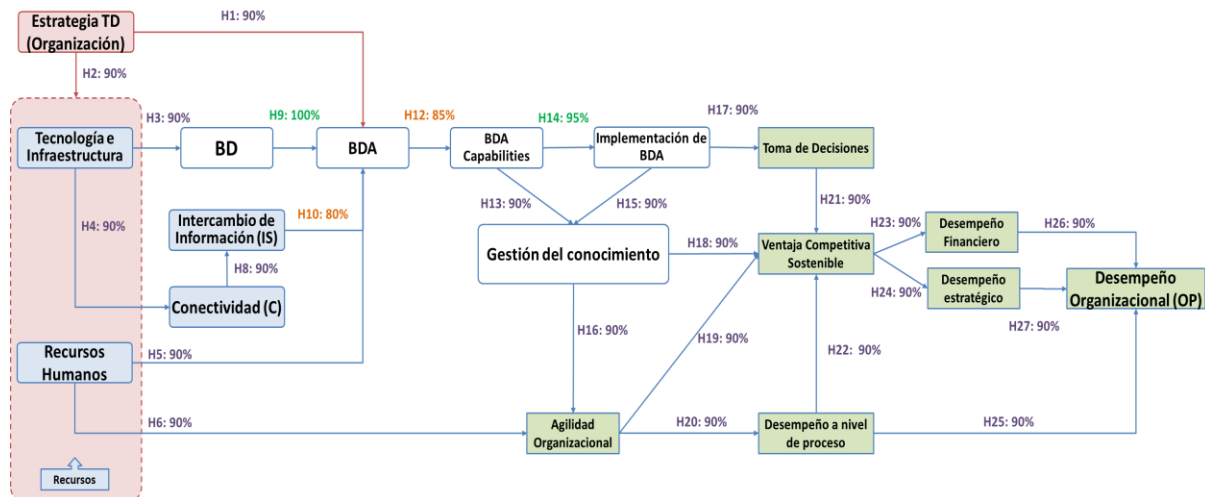 Estrategia TD
(Organización)
H1: 90%
H2: 90%
H3: 90%
H9: 100%
H12: 85%
H14: 95%
H17: 90%
Tecnología e
Infraestructura
BD
BDA
BDA
Capabilities
Implementación de
BDA
Toma de Decisiones
H4: 90%
H10: 80%
Intercambio de
Información (IS)
H8: 90%
Conectividad (C)
H13: 90%
H15: 90%
H21: 90%
Gestión del conocimiento
H18: 90%
Ventaja Competitiva
Sostenible
H23: 90%
Desempeño
Financiero
H26: 90%
H24: 90%
Desempeño
estratégico
H27: 90%
Desempeño
Organizacional (OP)
Recursos
Humanos
H5: 90%
H16: 90%
H19: 90%
H22: 90%
H6: 90%
Agilidad
Organizacional
H20: 90%
Desempeño a nivel
de proceso
H25: 90%
Recursos